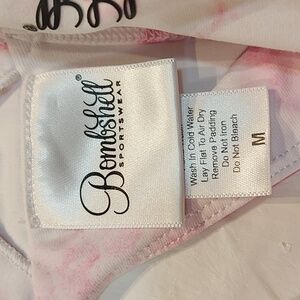 Bombshell®
SPORTSWEAR
Wash In Cold Water
Lay Flat To Air Dry
Remove Padding
Do Not Iron
Do Not Bleach
M